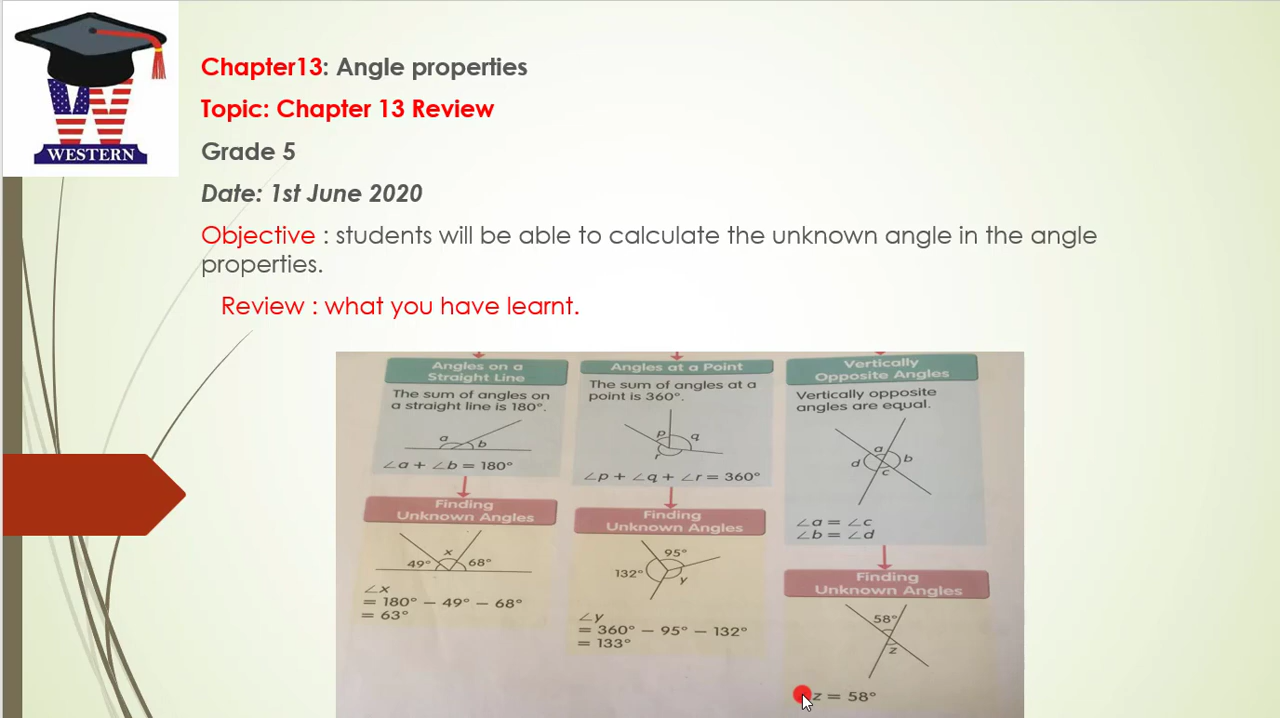 WESTERN
Chapter13: Angle properties
Topic: Chapter 13 Review
Grade 5
Date: 1st June 2020
Objective : students will be able to calculate the unknown angle in the angle
properties.
Review : what you have learnt.
Angles on a
Straight Line
The sum of angles on
a straight line is 180°.
a
b
∠a + ∠b = 180°
Finding
Unknown Angles
x
49°
68°
∠x
= 180° − 49° − 68°
= 63°
Angles at a Point
The sum of angles at a
point is 360°.
p
q
r
∠p + ∠q + ∠r = 360°
Finding
Unknown Angles
95°
132°
y
∠y
= 360° − 95° − 132°
= 133°
Vertically
Opposite Angles
Vertically opposite
angles are equal.
a
b
d
c
∠a = ∠c
∠b = ∠d
Finding
Unknown Angles
58°
z
z = 58°